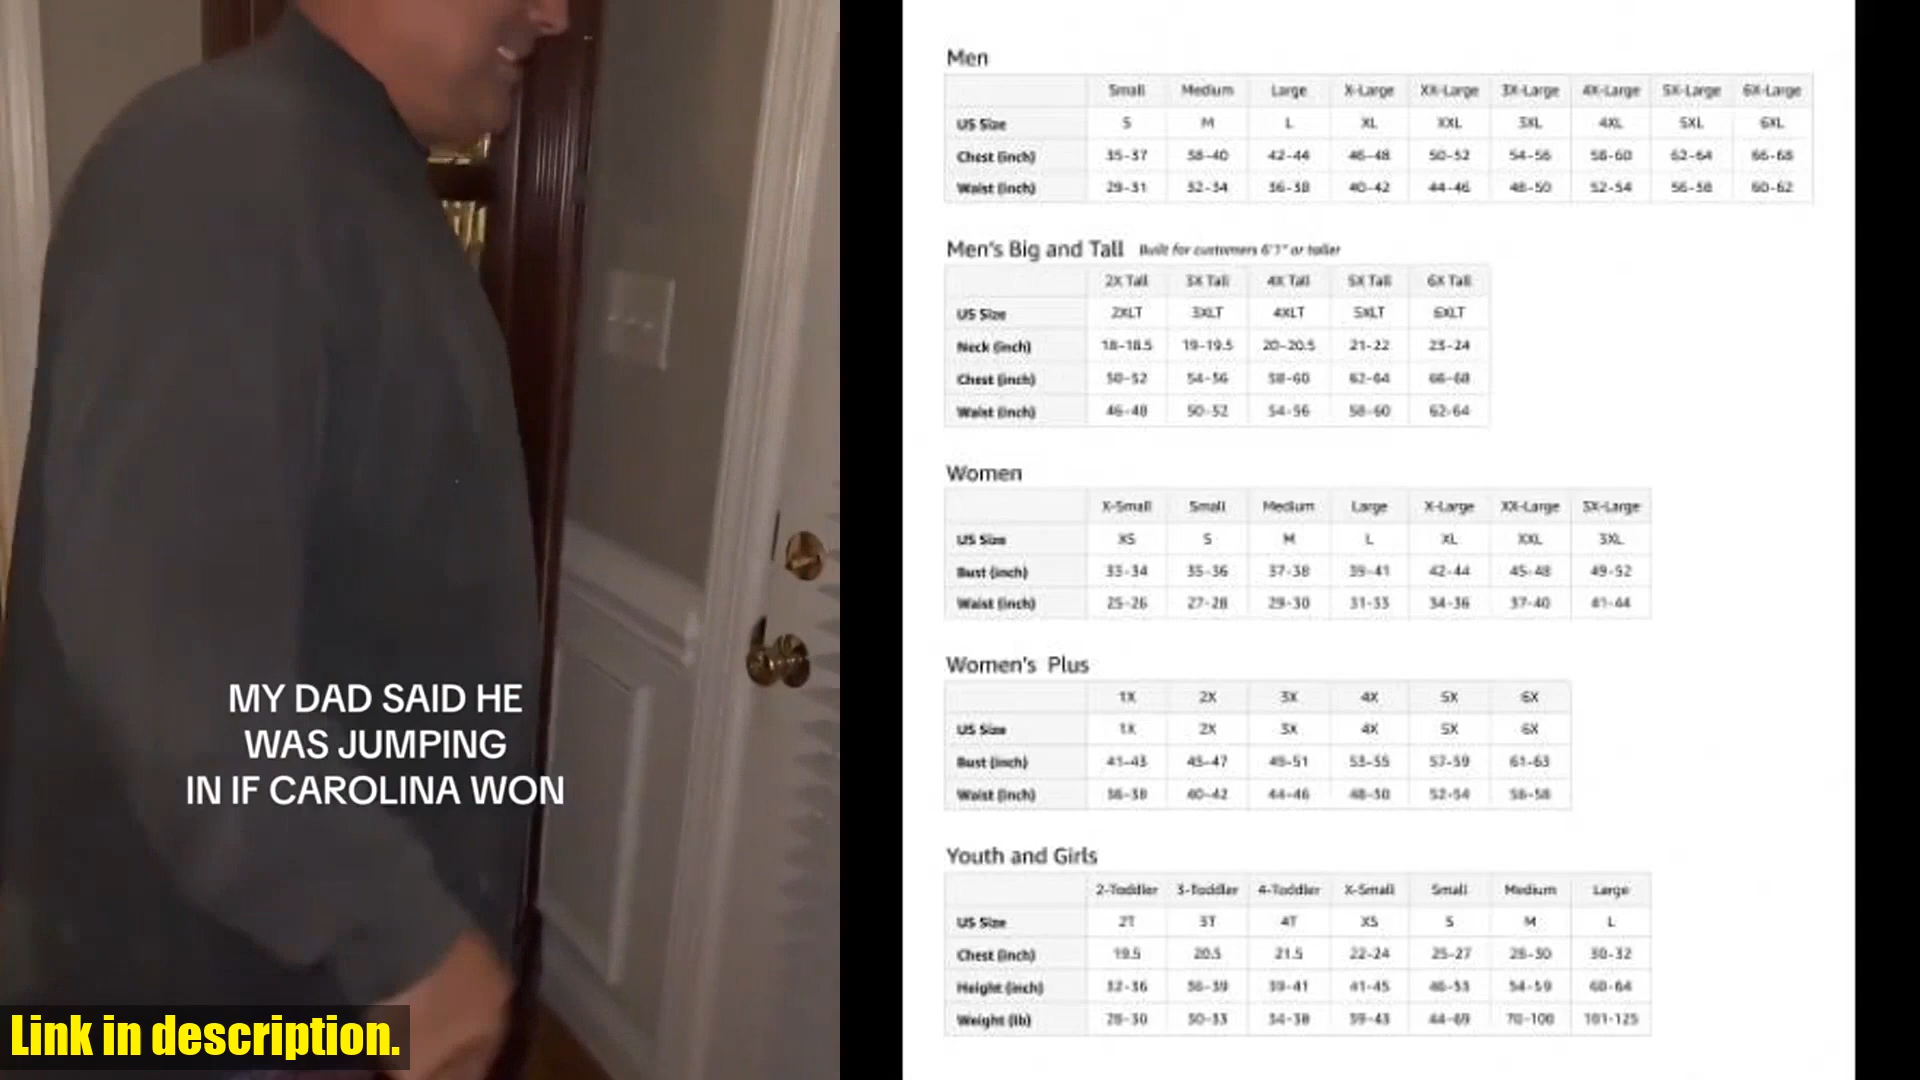 MY DAD SAID HE
WAS JUMPING
IN IF CAROLINA WON
Link in description.
Men
Small Medium Large X-Large XX-Large 3X-Large 4X-Large 5X-Large 6X-Large
US Size S M L XL XXL 3XL 4XL 5XL 6XL
Chest (inch) 35-37 38-40 42-44 46-48 50-52 54-56 58-60 62-64 66-68
Waist (inch) 29-31 32-34 36-38 40-42 44-46 48-50 52-54 56-58 60-62
Men's Big and Tall Built for customers 6'1" or taller
2X Tall 3X Tall 4X Tall 5X Tall 6X Tall
US Size 2XLT 3XLT 4XLT 5XLT 6XLT
Neck (inch) 18-18.5 19-19.5 20-20.5 21-22 23-24
Chest (inch) 50-52 54-56 58-60 62-64 66-68
Waist (inch) 46-48 50-52 54-56 58-60 62-64
Women
X-Small Small Medium Large X-Large XX-Large 3X-Large
US Size XS S M L XL XXL 3XL
Bust (inch) 33-34 35-36 37-38 39-41 42-44 45-48 49-52
Waist (inch) 25-26 27-28 29-30 31-33 34-36 37-40 41-44
Women's Plus
1X 2X 3X 4X 5X 6X
US Size 1X 2X 3X 4X 5X 6X
Bust (inch) 41-43 45-47 49-51 53-55 57-59 61-63
Waist (inch) 36-38 40-42 44-46 48-50 52-54 56-58
Youth and Girls
2-Toddler 3-Toddler 4-Toddler X-Small Small Medium Large
US Size 2T 3T 4T XS S M L
Chest (inch) 19.5 20.5 21.5 22-24 25-27 28-30 30-32
Height (inch) 32-36 36-39 39-41 41-45 46-53 54-59 60-64
Weight (lb) 28-30 30-33 34-38 39-43 44-69 70-100 101-125